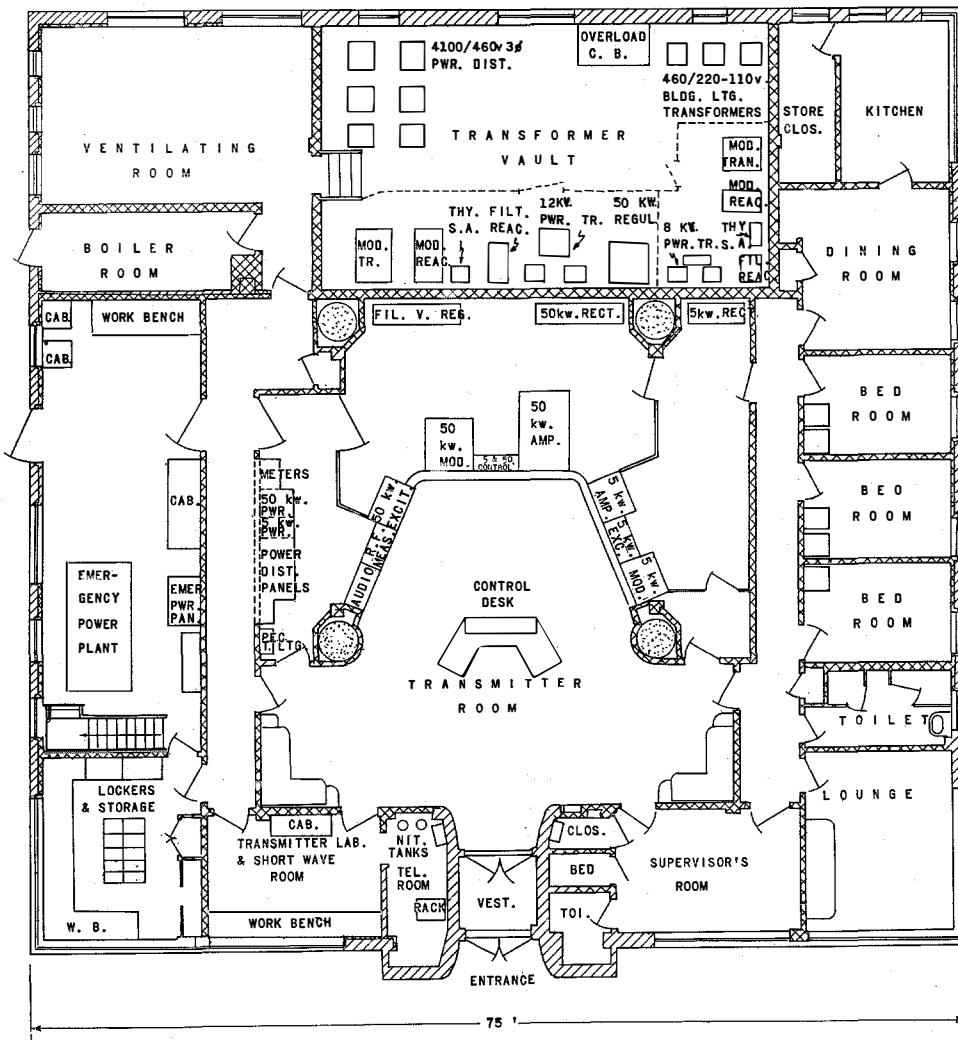 OVERLOAD
C. B.
4100/460v 3ø
PWR. DIST.
460/220-110v.
BLDG. LTG.
TRANSFORMERS
STORE
CLOS.
KITCHEN
TRANSFORMER
VAULT
VENTILATING
ROOM
MOD.
TRAN.
MOD.
REAC.
THY.
S.A.
FILT.
REAC.
12KW.
PWR. TR.
50 KW.
REGUL.
8 KW.
PWR.TR.
THY.
S.A.
FIL.
REAC.
MOD.
TR.
MOD.
REAC.
BOILER
ROOM
DINING
ROOM
CAB.
WORK BENCH
CAB.
FIL. V. REG.
50kw.RECT.
5kw.RECT.
BED
ROOM
50
kw.
MOD.
5 & 50
CONTROL
50
kw.
AMP.
METERS
50 kw.
PWR.
5 kw.
PWR.
POWER
DIST.
PANELS
PEC.
T. LTG.
CAB.
50 kw.
EXCIT.
R.F.
MEAS.
AUDIO
5 kw.
AMP.
5 kw.
EXC.
5 kw.
MOD.
BEO
ROOM
EMER-
GENCY
POWER
PLANT
EMER.
PWR.
PAN.
CONTROL
DESK
BED
ROOM
TRANSMITTER
ROOM
TOILET
LOCKERS
& STORAGE
W. B.
CAB.
TRANSMITTER LAB.
& SHORT WAVE
ROOM
WORK BENCH
NIT.
TANKS
TEL.
ROOM
RACK
VEST.
CLOS.
BED
TOI.
SUPERVISOR'S
ROOM
LOUNGE
ENTRANCE
75 '